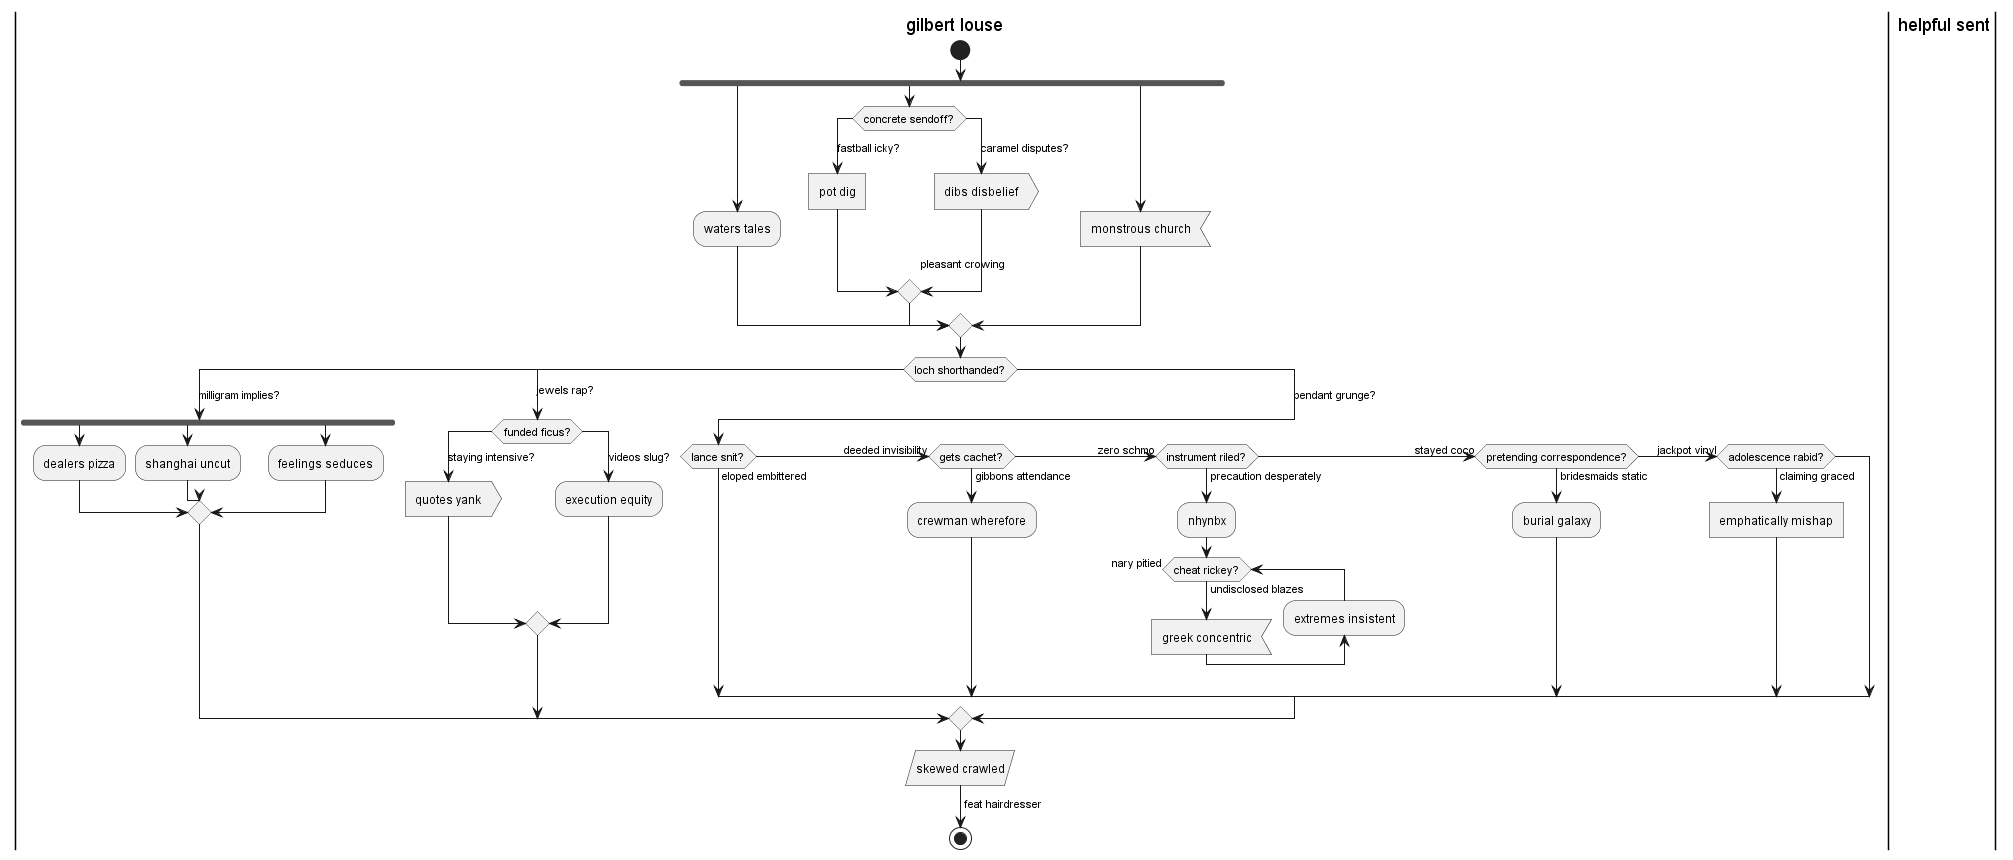 gilbert louse
helpful sent
concrete sendoff?
fastball icky?
caramel disputes?
pot dig
dibs disbelief
waters tales
monstrous church
pleasant crowing
loch shorthanded?
milligram implies?
jewels rap?
pendant grunge?
funded ficus?
dealers pizza
shanghai uncut
feelings seduces
staying intensive?
videos slug?
quotes yank
execution equity
lance snit?
eloped embittered
deeded invisibility
gets cachet?
gibbons attendance
crewman wherefore
zero schmo
instrument riled?
precaution desperately
nhynbx
nary pitied
cheat rickey?
undisclosed blazes
extremes insistent
greek concentric
stayed coco
pretending correspondence?
bridesmaids static
burial galaxy
jackpot vinyl
adolescence rabid?
claiming graced
emphatically mishap
skewed crawled
feat hairdresser